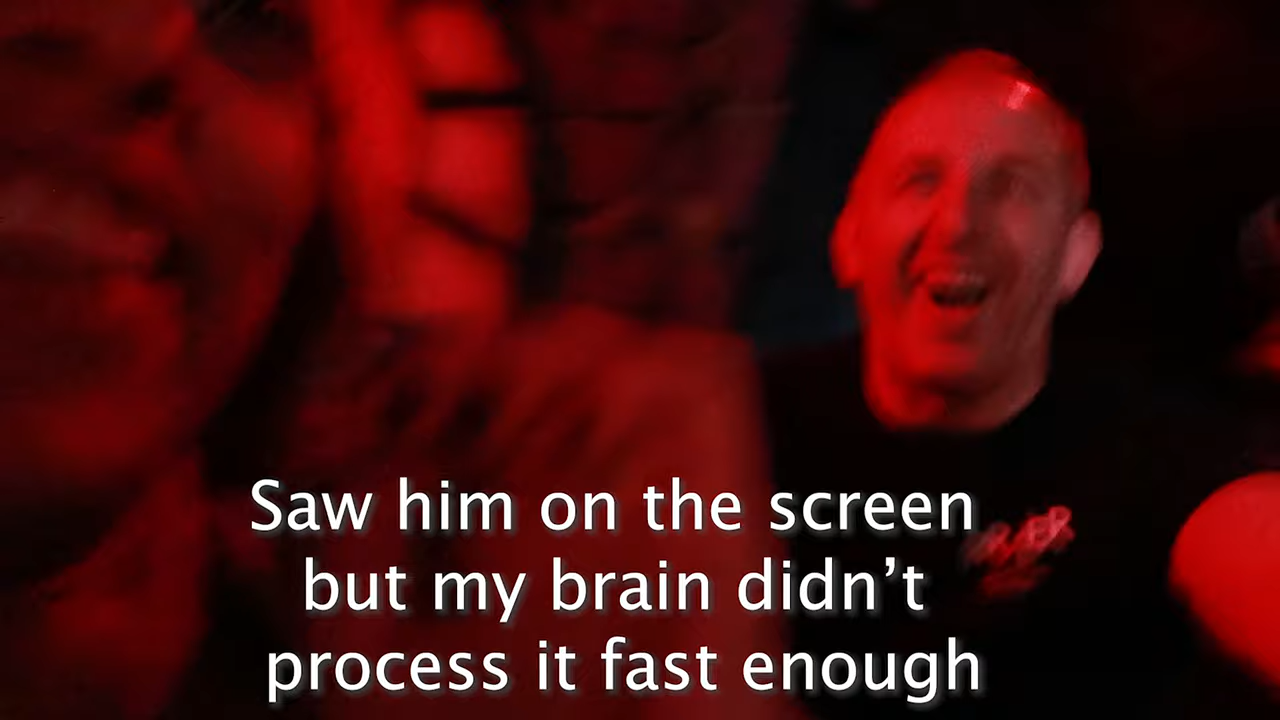 Saw him on the screen
but my brain didn’t
process it fast enough